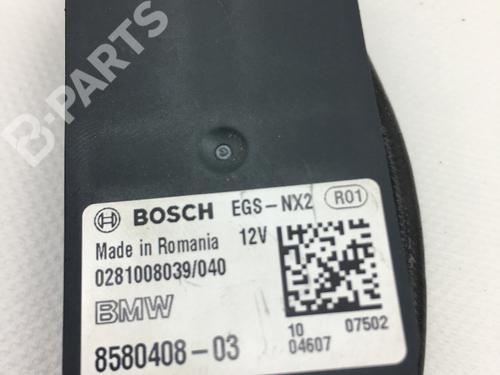 B-PARTS
BOSCH EGS-NX2 R01
Made in Romania 12V
0281008039/040
BMW
8580408-03
10 07502
04607